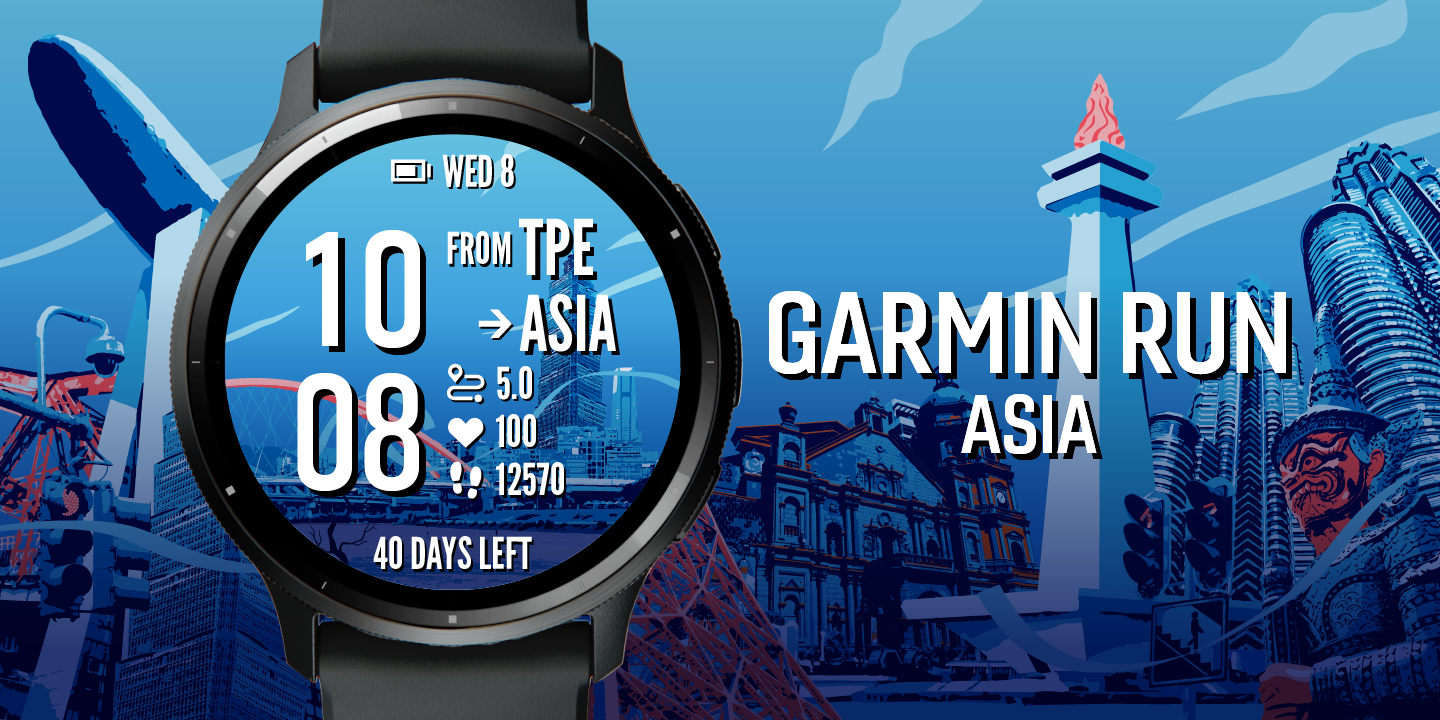 WED 8
10
08
FROM TPE
→ ASIA
5.0
100
12570
40 DAYS LEFT
GARMIN RUN
ASIA